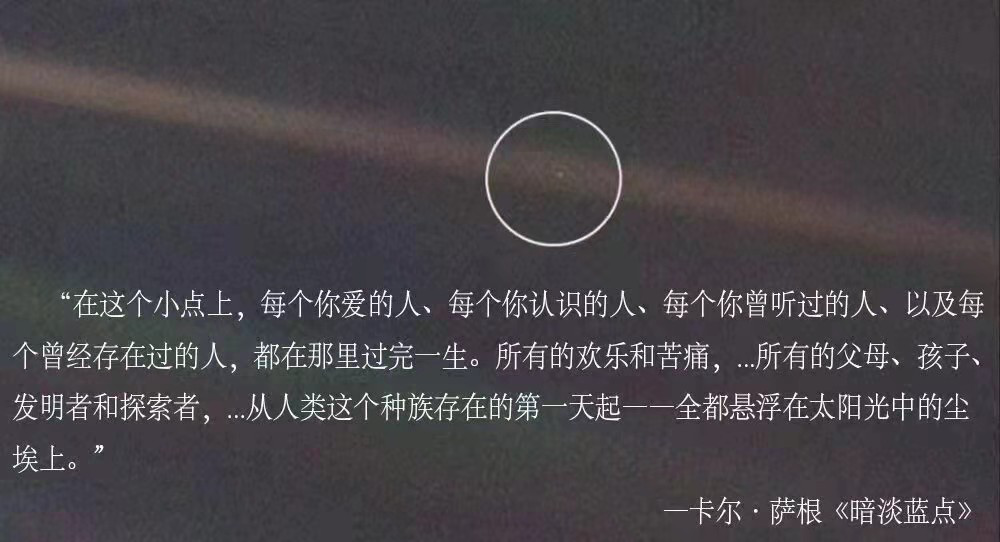 “在这个小点上，每个你爱的人、每个你认识的人、每个你曾听过的人、以及每
个曾经存在过的人，都在那里过完一生。所有的欢乐和苦痛，...所有的父母、孩子、
发明者和探索者，...从人类这个种族存在的第一天起——全都悬浮在太阳光中的尘
埃上。”
—卡尔·萨根《暗淡蓝点》